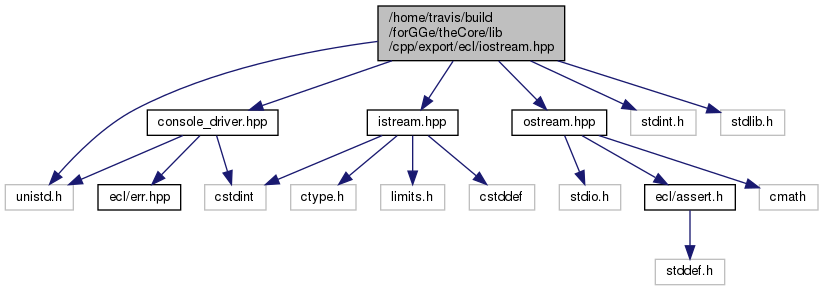 /home/travis/build
/forGGe/theCore/lib
/cpp/export/ecl/iostream.hpp
console_driver.hpp
istream.hpp
ostream.hpp
stdint.h
stdlib.h
unistd.h
ecl/err.hpp
cstdint
ctype.h
limits.h
cstddef
stdio.h
ecl/assert.h
cmath
stddef.h